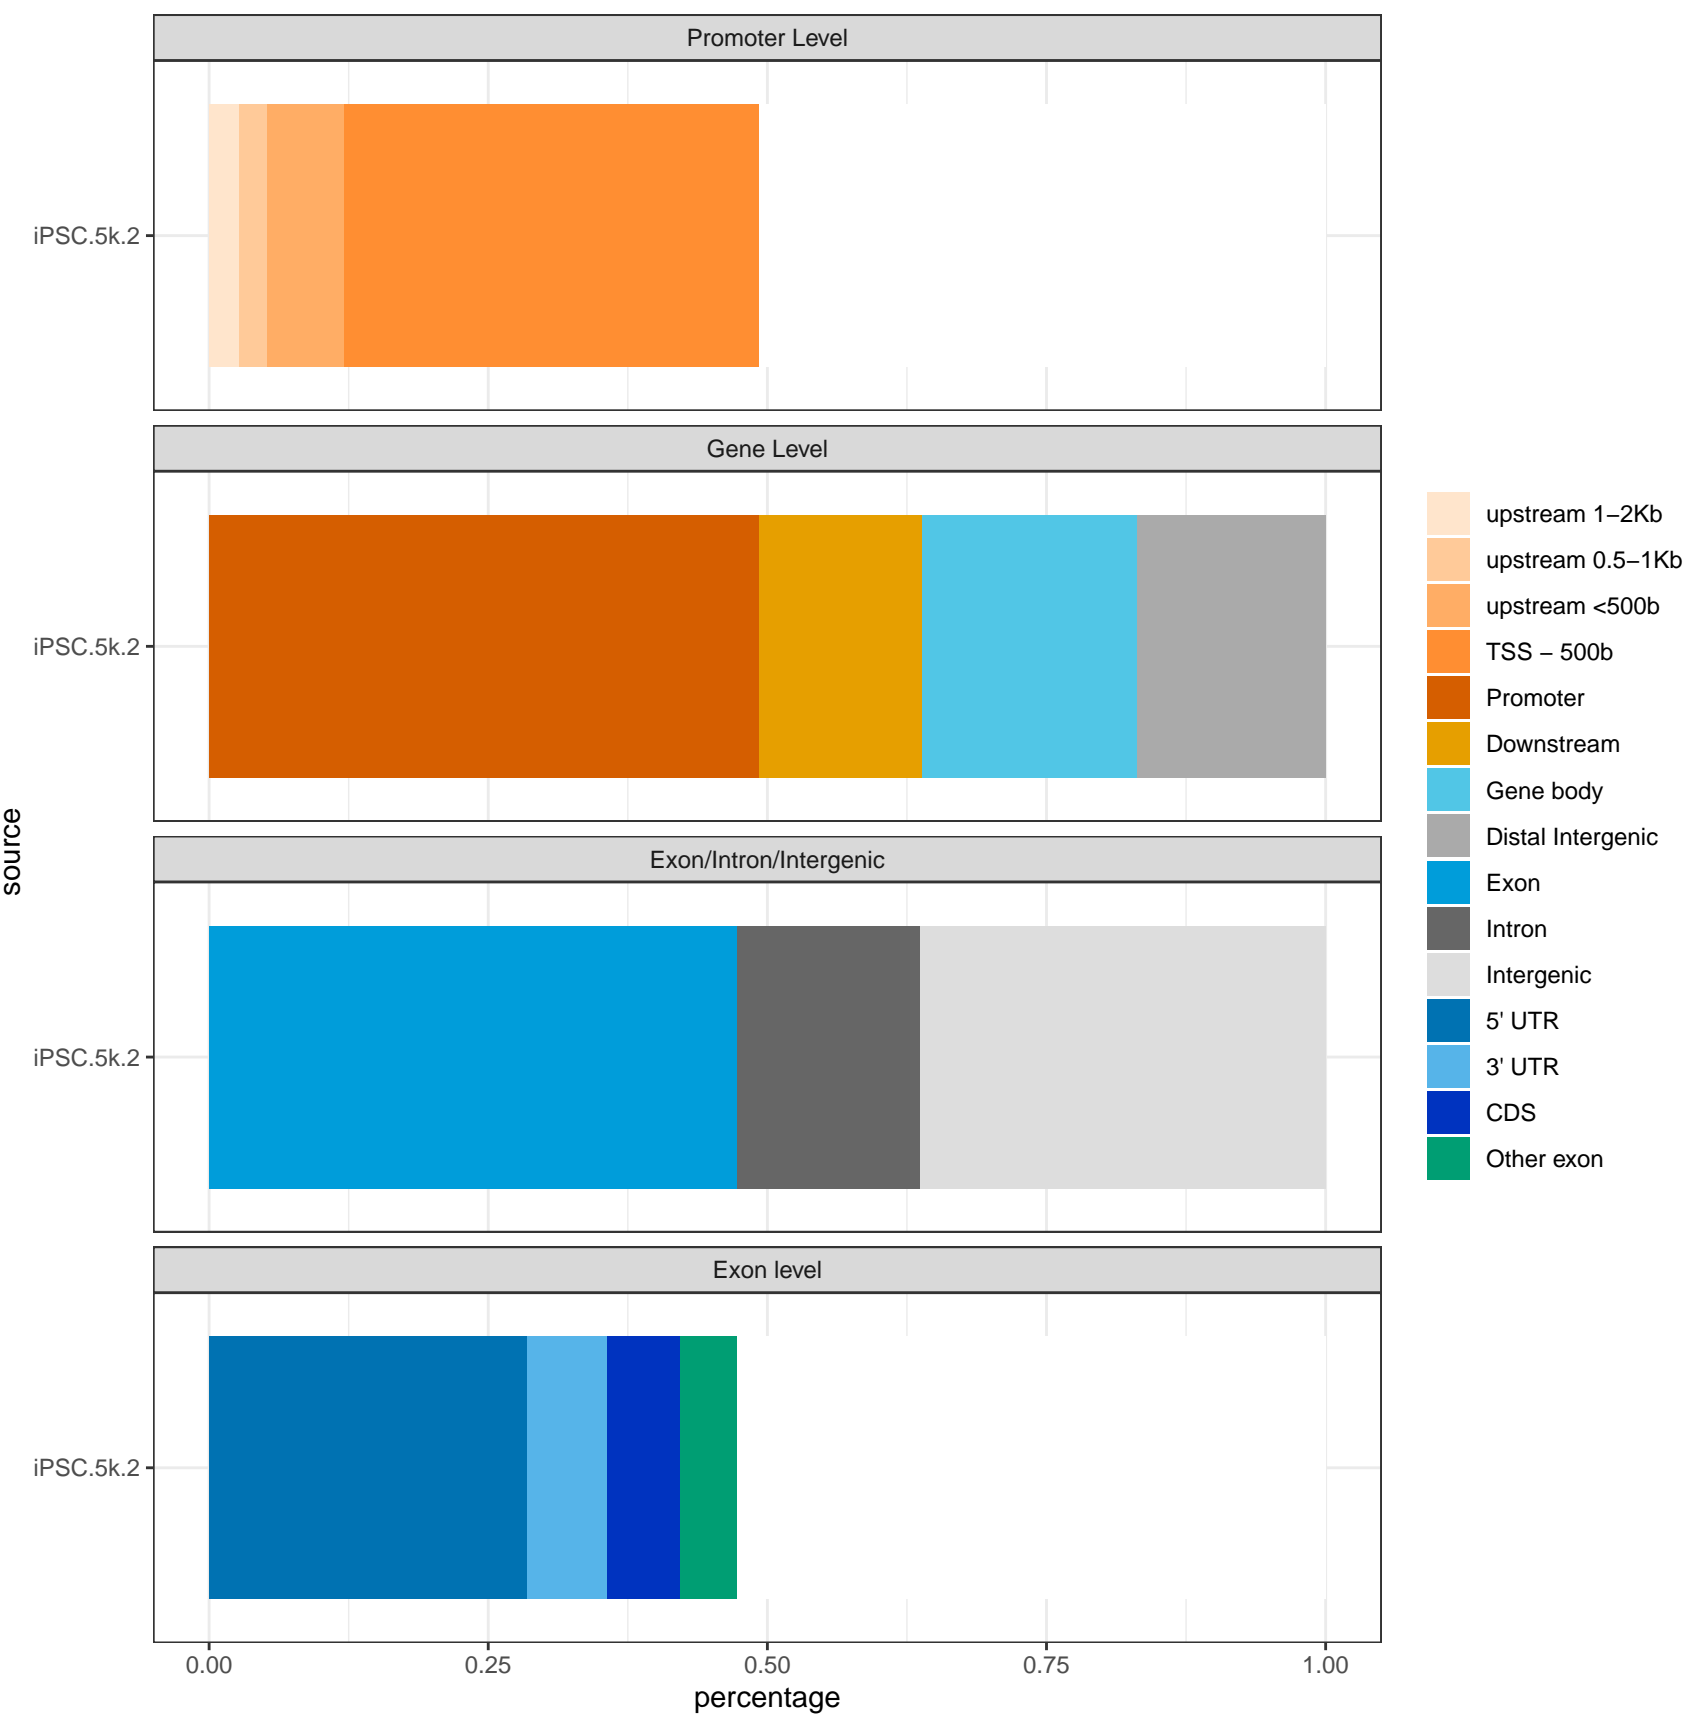 Promoter Level
iPSC.5k.2
Gene Level
iPSC.5k.2
Exon/Intron/Intergenic
iPSC.5k.2
Exon level
iPSC.5k.2
0.00 0.25 0.50 0.75 1.00
percentage
source
upstream 1−2Kb
upstream 0.5−1Kb
upstream <500b
TSS − 500b
Promoter
Downstream
Gene body
Distal Intergenic
Exon
Intron
Intergenic
5' UTR
3' UTR
CDS
Other exon